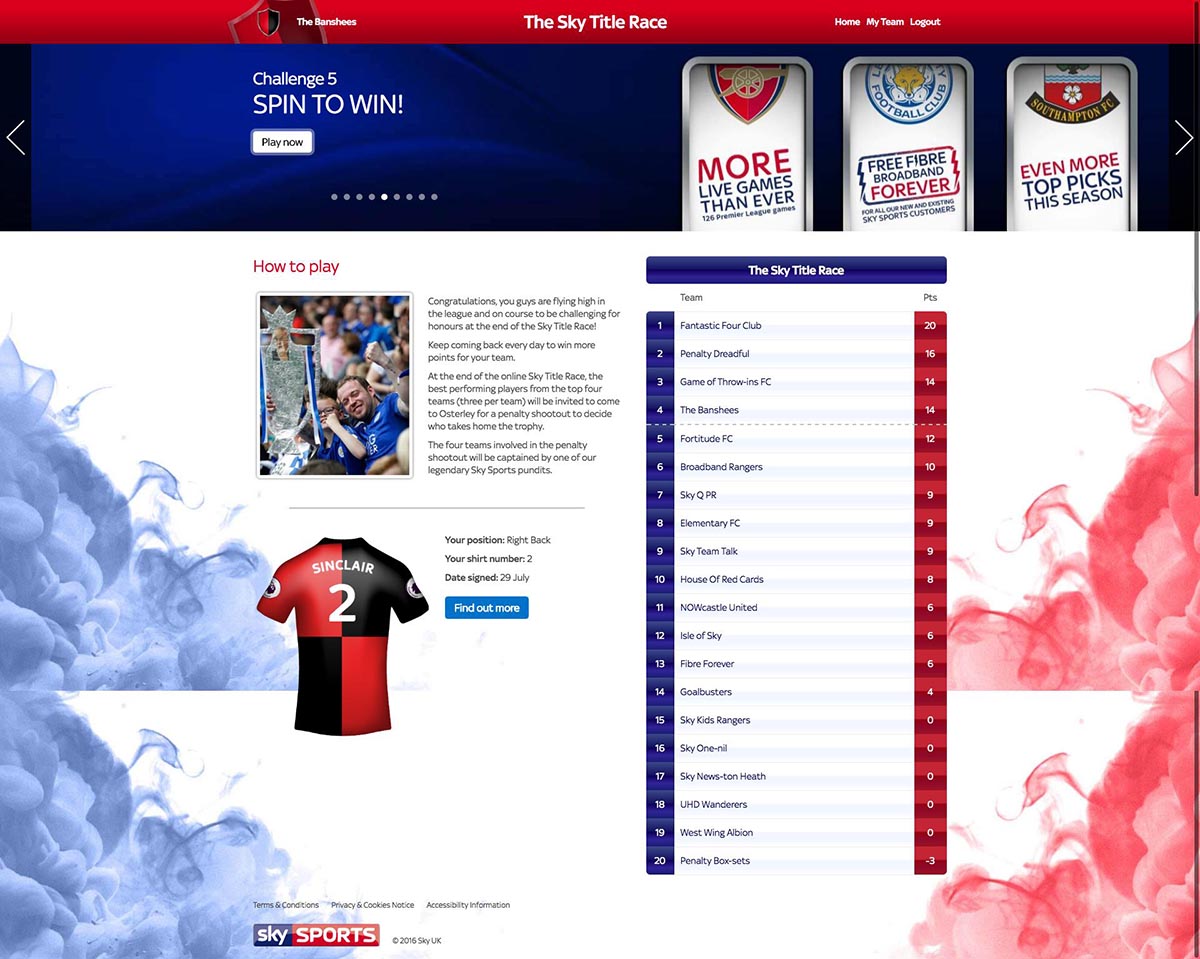 The Banshees
The Sky Title Race
Home My Team Logout
Challenge 5
SPIN TO WIN!
Play now
MORE
LIVE GAMES
THAN EVER
126 Premier League games
FOOTBALL CLUB
FREE FIBRE
BROADBAND
FOREVER
FOR ALL OUR NEW AND EXISTING
SKY SPORTS CUSTOMERS
SOUTHAMPTON FC
EVEN MORE
TOP PICKS
THIS SEASON
How to play
Congratulations, you guys are flying high in
the league and on course to be challenging for
honours at the end of the Sky Title Race!
Keep coming back every day to win more
points for your team.
At the end of the online Sky Title Race, the
best performing players from the top four
teams (three per team) will be invited to come
to Osterley for a penalty shootout to decide
who takes home the trophy.
The four teams involved in the penalty
shootout will be captained by one of our
legendary Sky Sports pundits.
SINCLAIR
2
Your position: Right Back
Your shirt number: 2
Date signed: 29 July
Find out more
The Sky Title Race
Team Pts
1 Fantastic Four Club 20
2 Penalty Dreadful 16
3 Game of Throw-ins FC 14
4 The Banshees 14
5 Fortitude FC 12
6 Broadband Rangers 10
7 Sky Q PR 9
8 Elementary FC 9
9 Sky Team Talk 9
10 House Of Red Cards 8
11 NOWcastle United 6
12 Isle of Sky 6
13 Fibre Forever 6
14 Goalbusters 4
15 Sky Kids Rangers 0
16 Sky One-nil 0
17 Sky News-ton Heath 0
18 UHD Wanderers 0
19 West Wing Albion 0
20 Penalty Box-sets -3
Terms & Conditions Privacy & Cookies Notice Accessibility Information
sky SPORTS © 2016 Sky UK